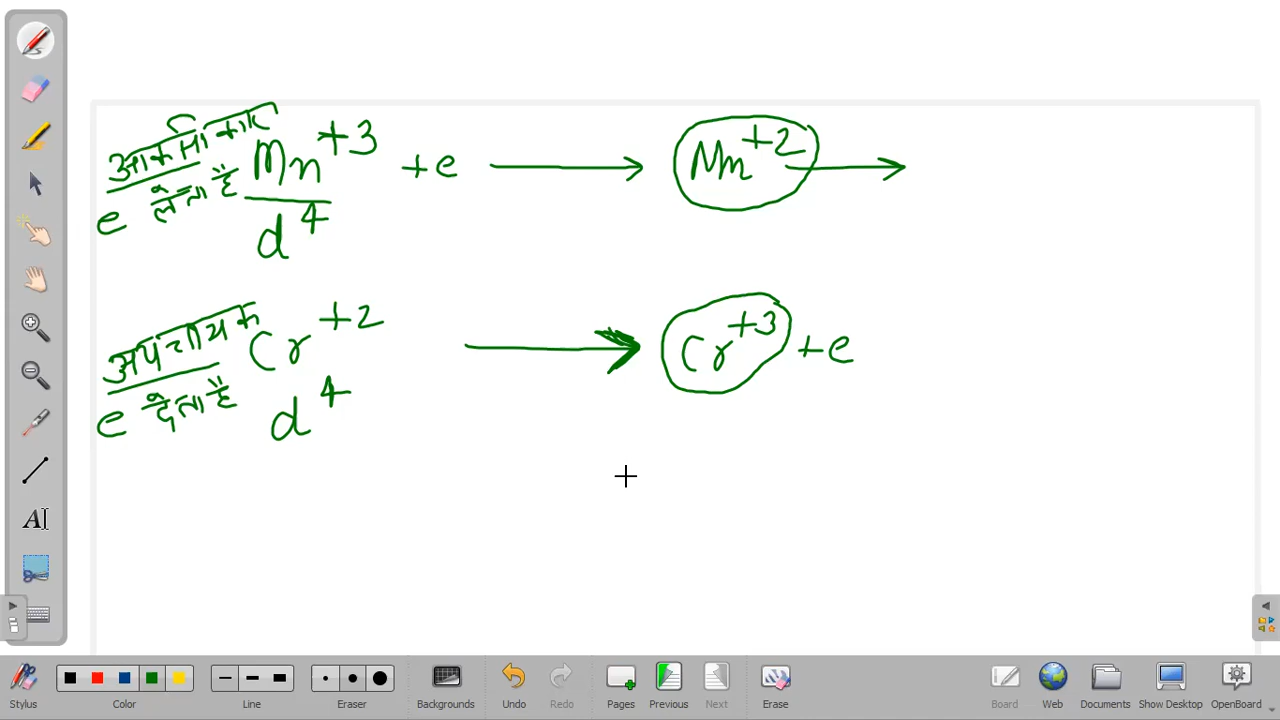 ऑक्सीकारक Mn+3 + e → Mn+2 →
e लेता है d4
अपचायक Cr+2 → Cr+3 + e
e देता है d4
Stylus
Color
Line
Eraser
Backgrounds
Undo
Redo
Pages
Previous
Next
Erase
Board
Web
Documents
Show Desktop
OpenBoard